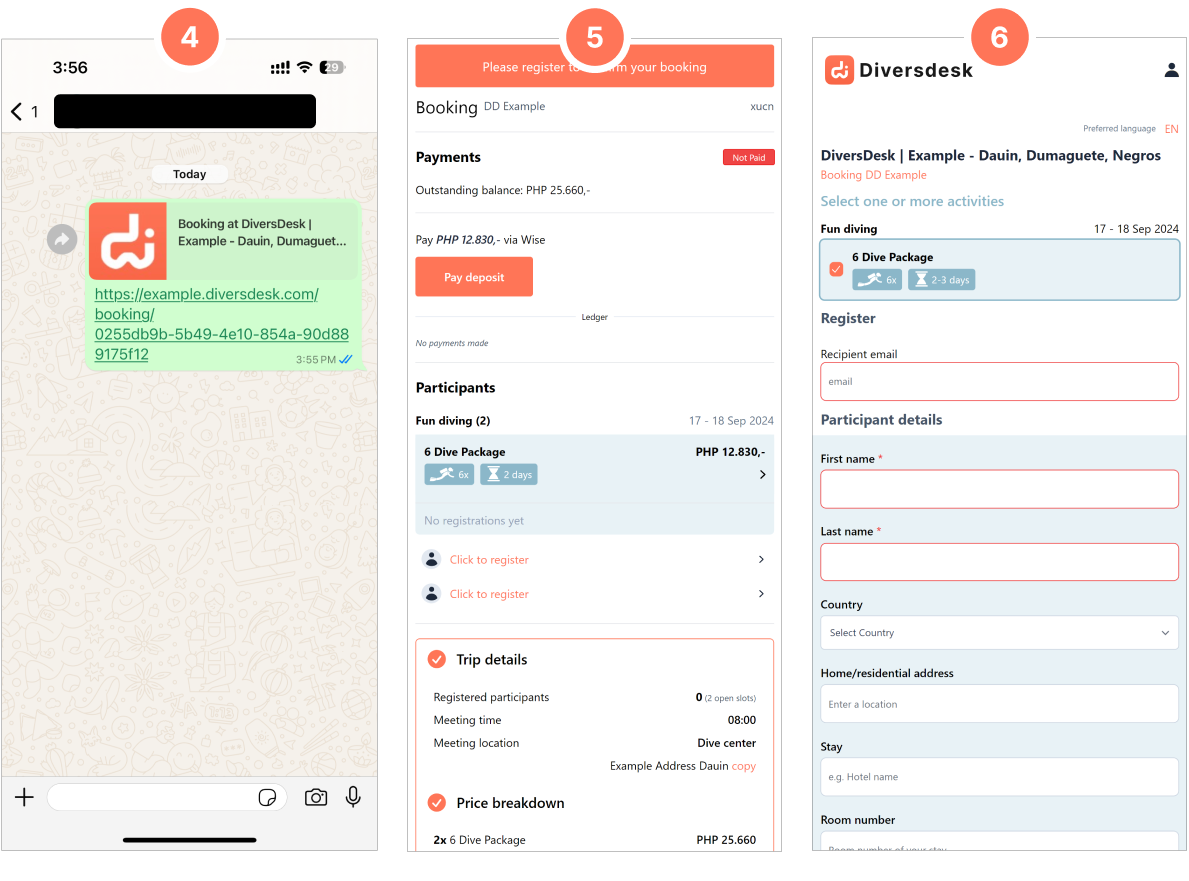 4
3:56
29
1
Today
Booking at DiversDesk |
Example - Dauin, Dumaguet...
https://example.diversdesk.com/
booking/
0255db9b-5b49-4e10-854a-90d88
9175f12
3:55 PM
5
Please register to firm your booking
Booking DD Example xucn
Payments Not Paid
Outstanding balance: PHP 25.660,-
Pay PHP 12.830,- via Wise
Pay deposit
Ledger
No payments made
Participants
Fun diving (2) 17 - 18 Sep 2024
6 Dive Package PHP 12.830,-
6x 2 days
No registrations yet
Click to register
Click to register
Trip details
Registered participants 0 (2 open slots)
Meeting time 08:00
Meeting location Dive center
Example Address Dauin copy
Price breakdown
2x 6 Dive Package PHP 25.660
6
Diversdesk
Preferred language EN
DiversDesk | Example - Dauin, Dumaguete, Negros
Booking DD Example
Select one or more activities
Fun diving 17 - 18 Sep 2024
6 Dive Package
6x 2-3 days
Register
Recipient email
email
Participant details
First name *
Last name *
Country
Select Country
Home/residential address
Enter a location
Stay
e.g. Hotel name
Room number
Room number of your stay